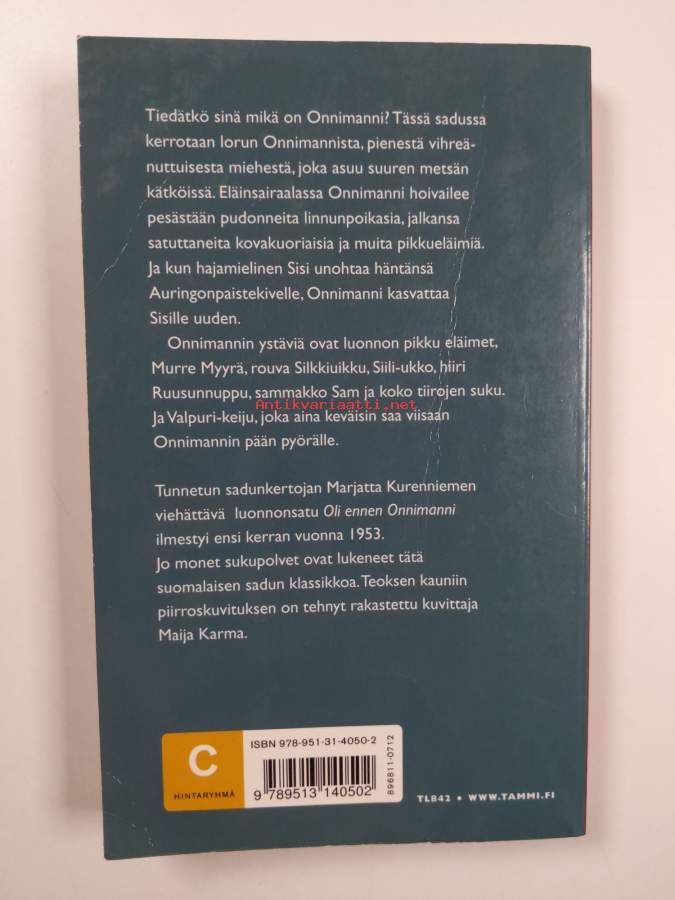 Tiedätkö sinä mikä on Onnimanni? Tässä sadussa
kerrotaan lorun Onnimannista, pienestä vihreä-
nuttuisesta miehestä, joka asuu suuren metsän
kätköissä. Eläinsairaalassa Onnimanni hoivailee
pesästään pudonneita linnunpoikasia, jalkansa
satuttaneita kovakuoriaisia ja muita pikkueläimiä.
Ja kun hajamielinen Sisi unohtaa häntänsä
Auringonpaistekivelle, Onnimanni kasvattaa
Sisille uuden.
Onnimannin ystäviä ovat luonnon pikku eläimet,
Murre Myyrä, rouva Silkkiuikku, Siili-ukko, hiiri
Ruusunnuppu, sammakko Sam ja koko tiirojen suku.
Antikvariaatti.net
Ja Valpuri-keiju, joka aina keväisin saa viisaan
Onnimannin pään pyörälle.
Tunnetun sadunkertojan Marjatta Kurenniemen
viehättävä luonnonsatu Oli ennen Onnimanni
ilmestyi ensi kerran vuonna 1953.
Jo monet sukupolvet ovat lukeneet tätä
suomalaisen sadun klassikkoa. Teoksen kauniin
piirroskuvituksen on tehnyt rakastettu kuvittaja
Maija Karma.
C
HINTARYHMÄ
ISBN 978-951-31-4050-2
9 789513 140502
896811-0712
TL842 • WWW.TAMMI.FI